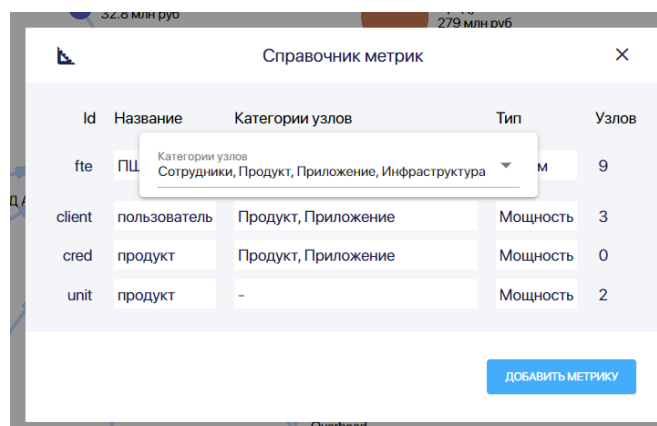 32.8 млн руб
279 млн руб
Справочник метрик
Id Название Категории узлов Тип Узлов
Категории узлов
fte ПШ Сотрудники, Продукт, Приложение, Инфраструктура м 9
client пользователь Продукт, Приложение Мощность 3
cred продукт Продукт, Приложение Мощность 0
unit продукт - Мощность 2
ДОБАВИТЬ МЕТРИКУ
Overhead